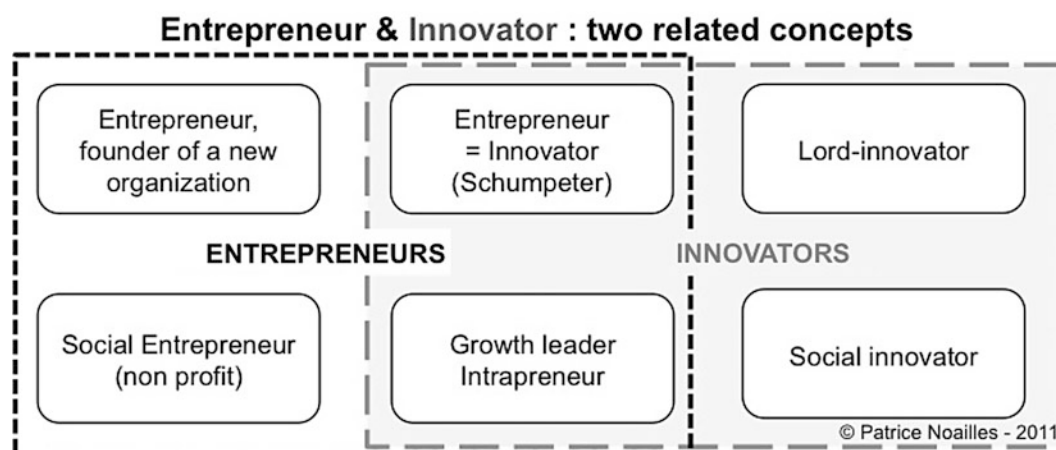 Entrepreneur & Innovator : two related concepts
Entrepreneur,
founder of a new
organization
Entrepreneur
= Innovator
(Schumpeter)
Lord-innovator
ENTREPRENEURS
INNOVATORS
Social Entrepreneur
(non profit)
Growth leader
Intrapreneur
Social innovator
© Patrice Noailles - 2011